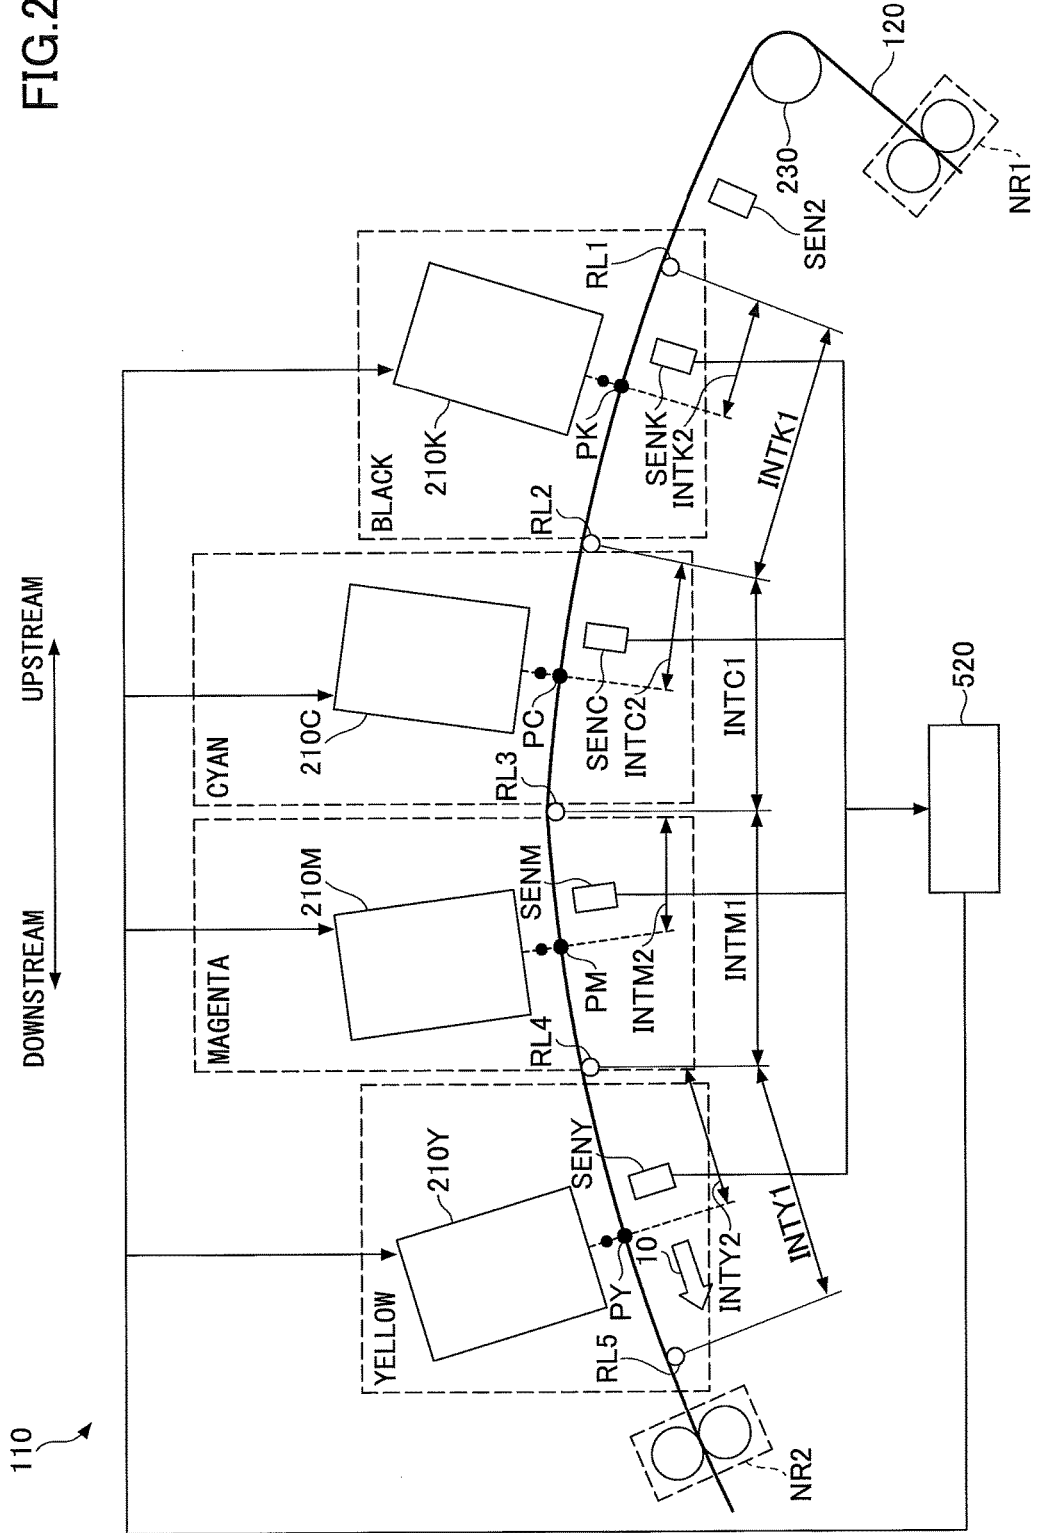 FIG.2
110
DOWNSTREAM
UPSTREAM
YELLOW
MAGENTA
CYAN
BLACK
210Y
210M
210C
210K
RL5
PY
10
SENY
RL4
PM
SENM
RL3
PC
SENC
RL2
PK
SENK
RL1
INTY2
INTM2
INTC2
INTK2
INTY1
INTM1
INTC1
INTK1
NR2
520
SEN2
230
120
NR1